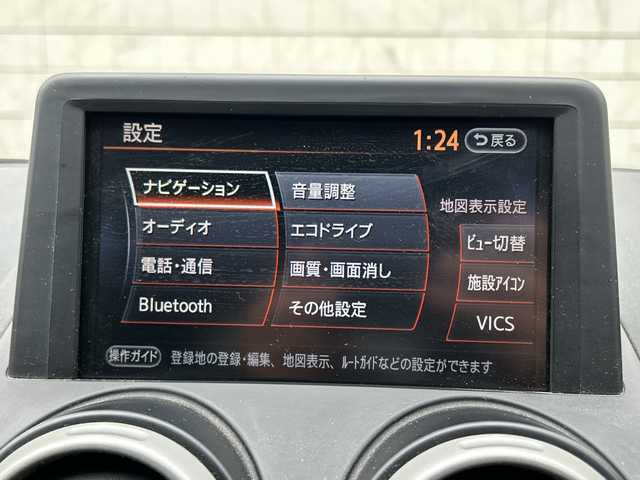 設定
1:24 戻る
ナビゲーション 音量調整
オーディオ エコドライブ 地図表示設定
電話・通信 画質・画面消し ビュー切替
Bluetooth その他設定 施設アイコン
VICS
操作ガイド 登録地の登録・編集、地図表示、ルートガイドなどの設定ができます